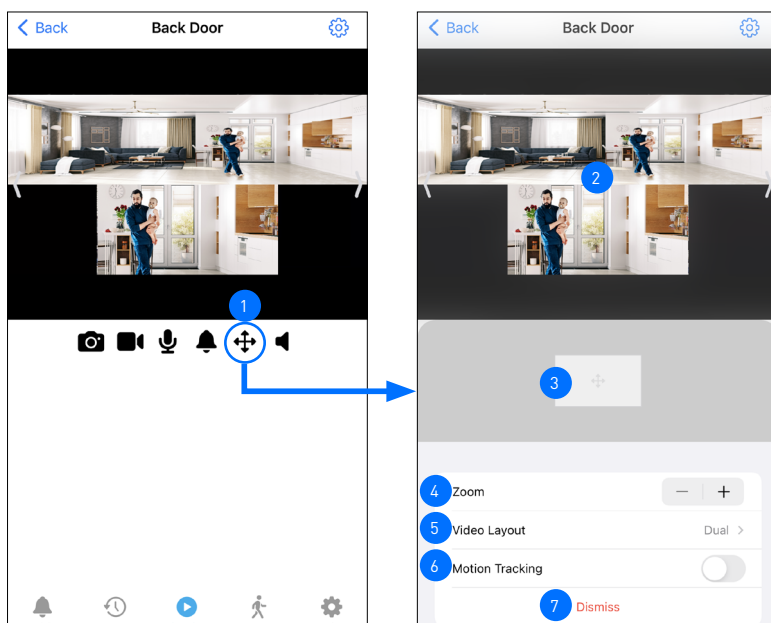 Back Back Door
1
Back Back Door
2
3
4 Zoom
5 Video Layout Dual
6 Motion Tracking
7 Dismiss